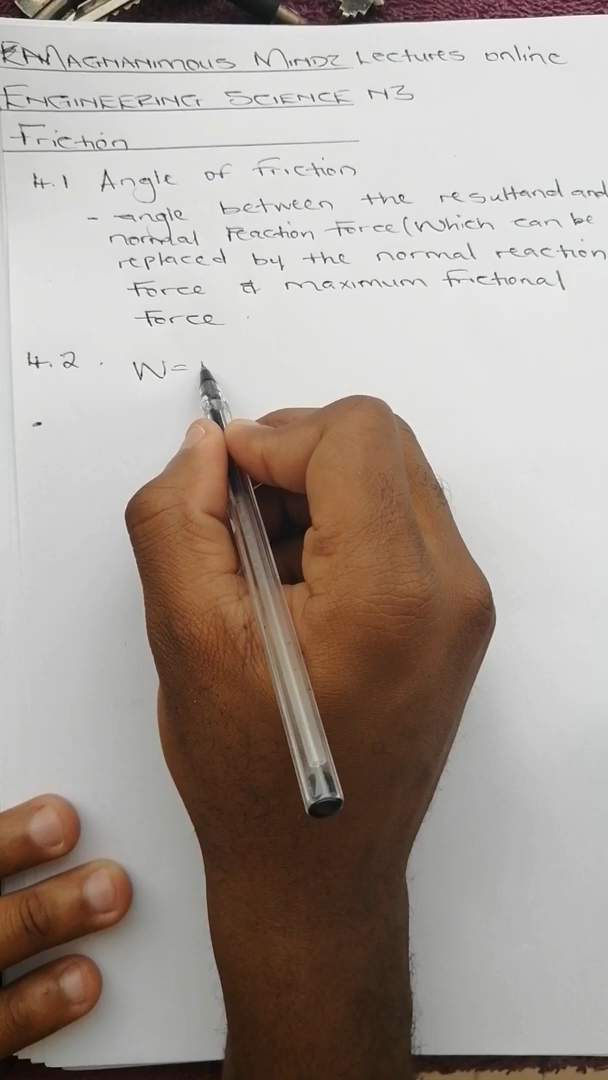 MAGNANIMOUS MINDZ Lectures online
ENGINEERING SCIENCE N3
Friction
4.1 Angle of friction
- angle between the resultand and
normal reaction force (which can be
replaced by the normal reaction
force & maximum frictional
force
4.2. W=